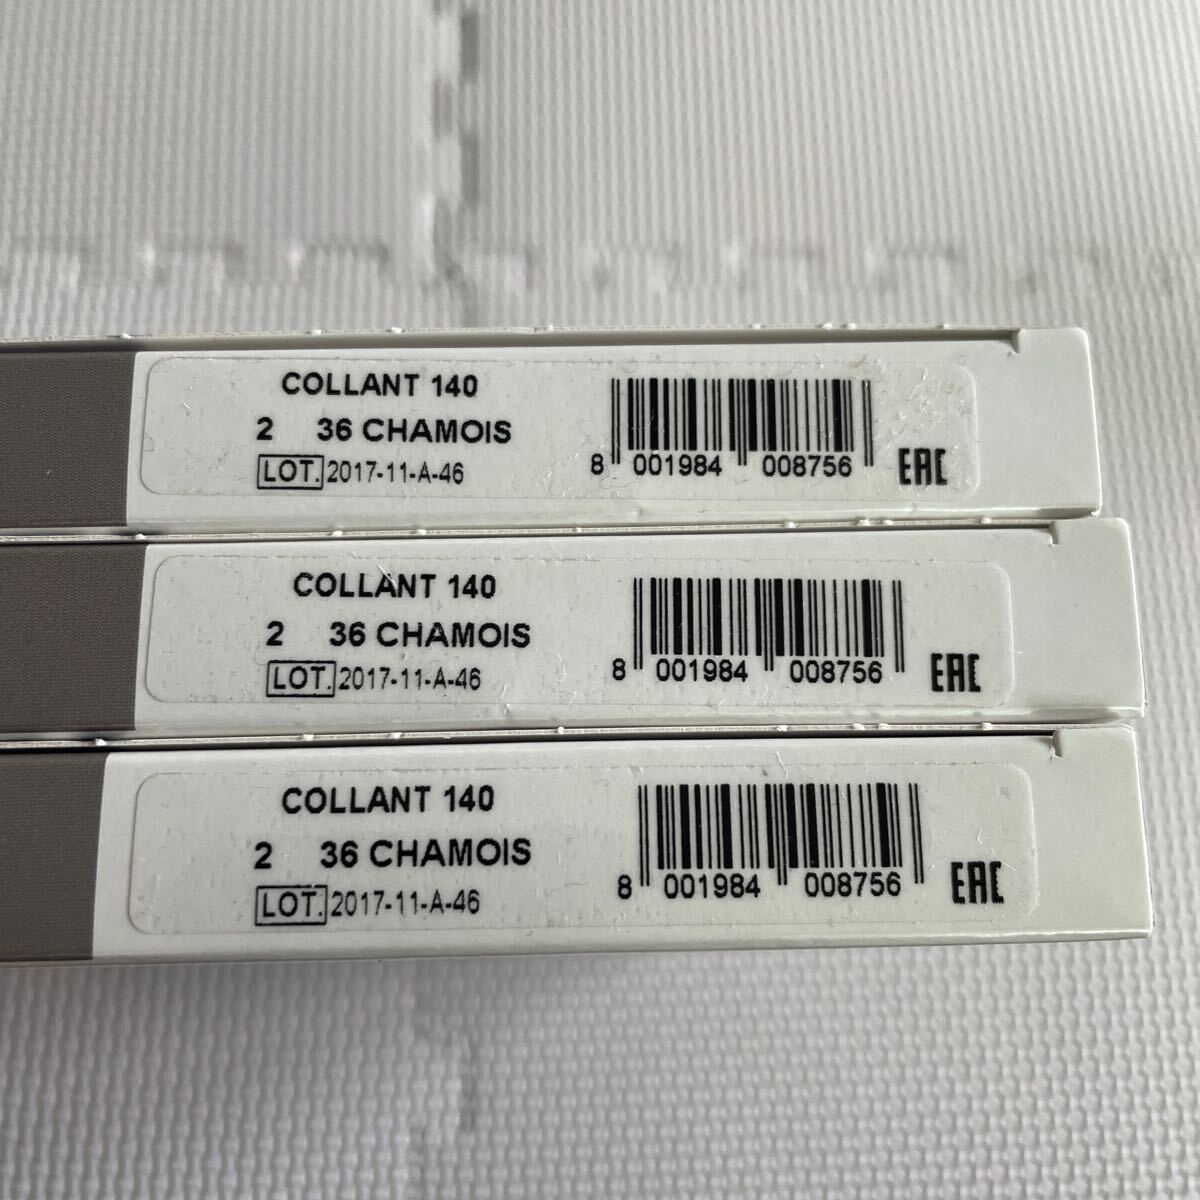 COLLANT 140
2 36 CHAMOIS
LOT. 2017-11-A-46
8 001984 008756
EAC
COLLANT 140
2 36 CHAMOIS
LOT. 2017-11-A-46
8 001984 008756
EAC
COLLANT 140
2 36 CHAMOIS
LOT. 2017-11-A-46
8 001984 008756
EAC